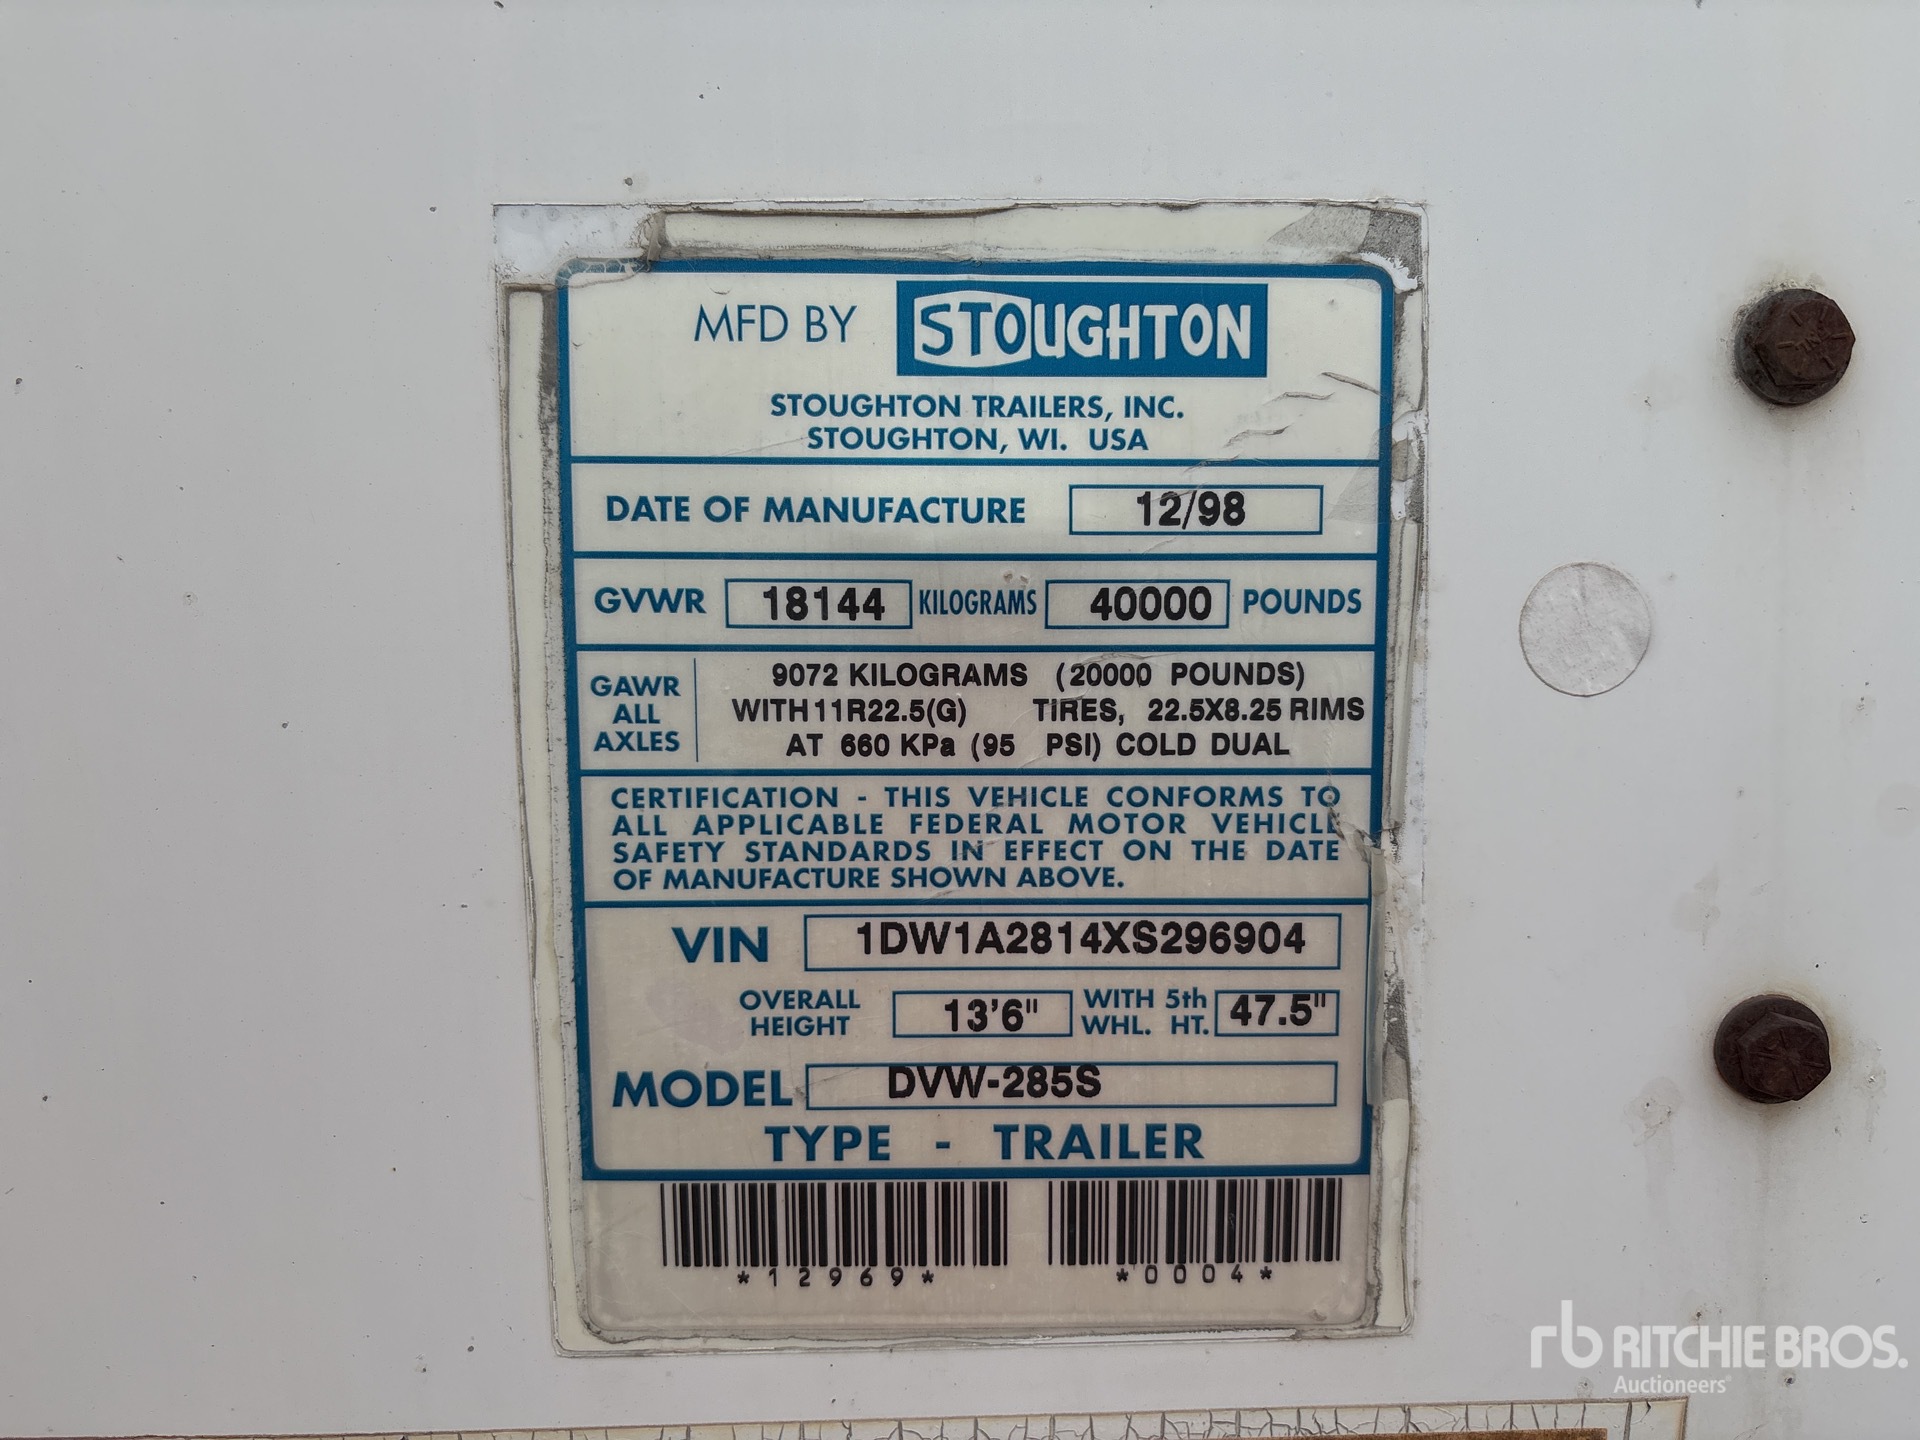 MFD BY STOUGHTON
STOUGHTON TRAILERS, INC.
STOUGHTON, WI. USA
DATE OF MANUFACTURE 12/98
GVWR 18144 KILOGRAMS 40000 POUNDS
GAWR ALL AXLES
9072 KILOGRAMS (20000 POUNDS)
WITH 11R22.5(G) TIRES, 22.5X8.25 RIMS
AT 660 KPa (95 PSI) COLD DUAL
CERTIFICATION - THIS VEHICLE CONFORMS TO
ALL APPLICABLE FEDERAL MOTOR VEHICLE
SAFETY STANDARDS IN EFFECT ON THE DATE
OF MANUFACTURE SHOWN ABOVE.
VIN 1DW1A2814XS296904
OVERALL HEIGHT 13'6" WITH 5th WHL. HT. 47.5"
MODEL DVW-285S
TYPE - TRAILER
*12969* *0004*
rb RITCHIE BROS.
Auctioneers